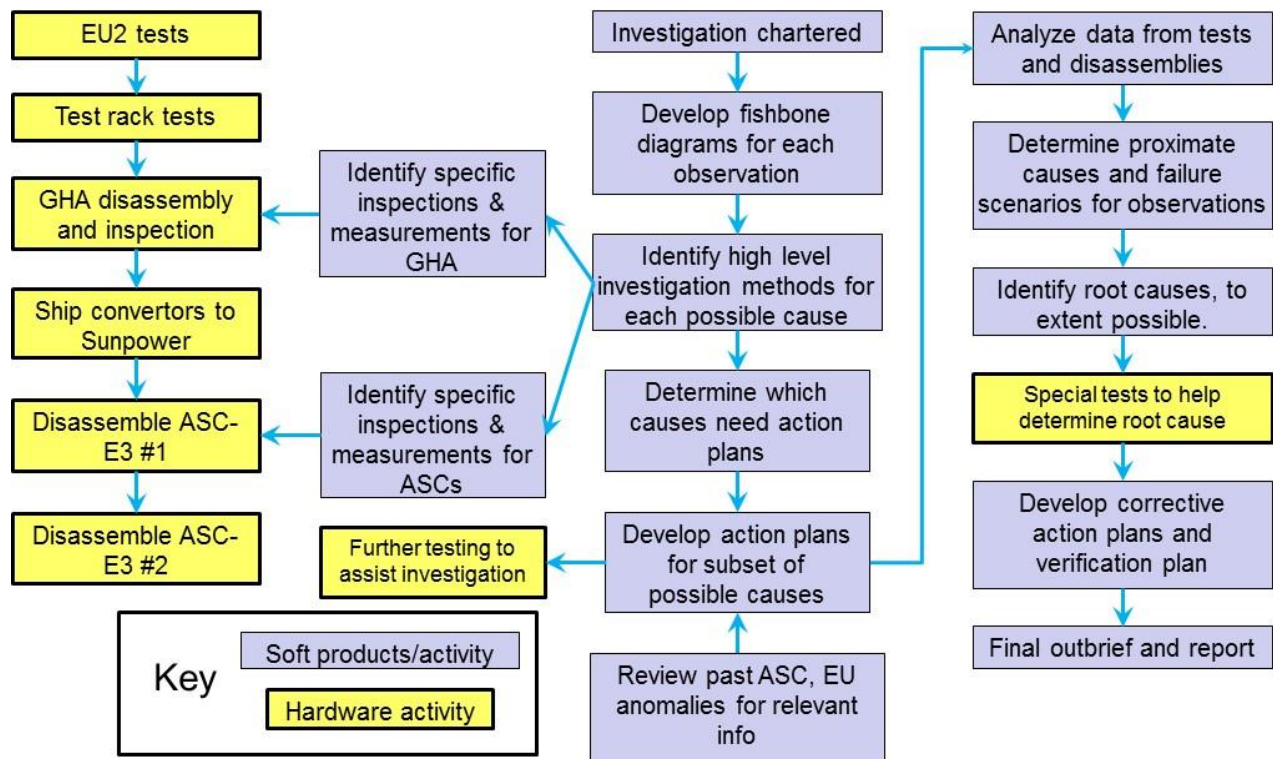 EU2 tests
Test rack tests
GHA disassembly
and inspection
Ship convertors to
Sunpower
Disassemble ASC-
E3 #1
Disassemble ASC-
E3 #2
Identify specific
inspections &
measurements for
GHA
Identify specific
inspections &
measurements for
ASCs
Further testing to
assist investigation
Investigation chartered
Develop fishbone
diagrams for each
observation
Identify high level
investigation methods for
each possible cause
Determine which
causes need action
plans
Develop action plans
for subset of
possible causes
Review past ASC, EU
anomalies for relevant
info
Analyze data from tests
and disassemblies
Determine proximate
causes and failure
scenarios for observations
Identify root causes, to
extent possible.
Special tests to help
determine root cause
Develop corrective
action plans and
verification plan
Final outbrief and report
Key
Soft products/activity
Hardware activity